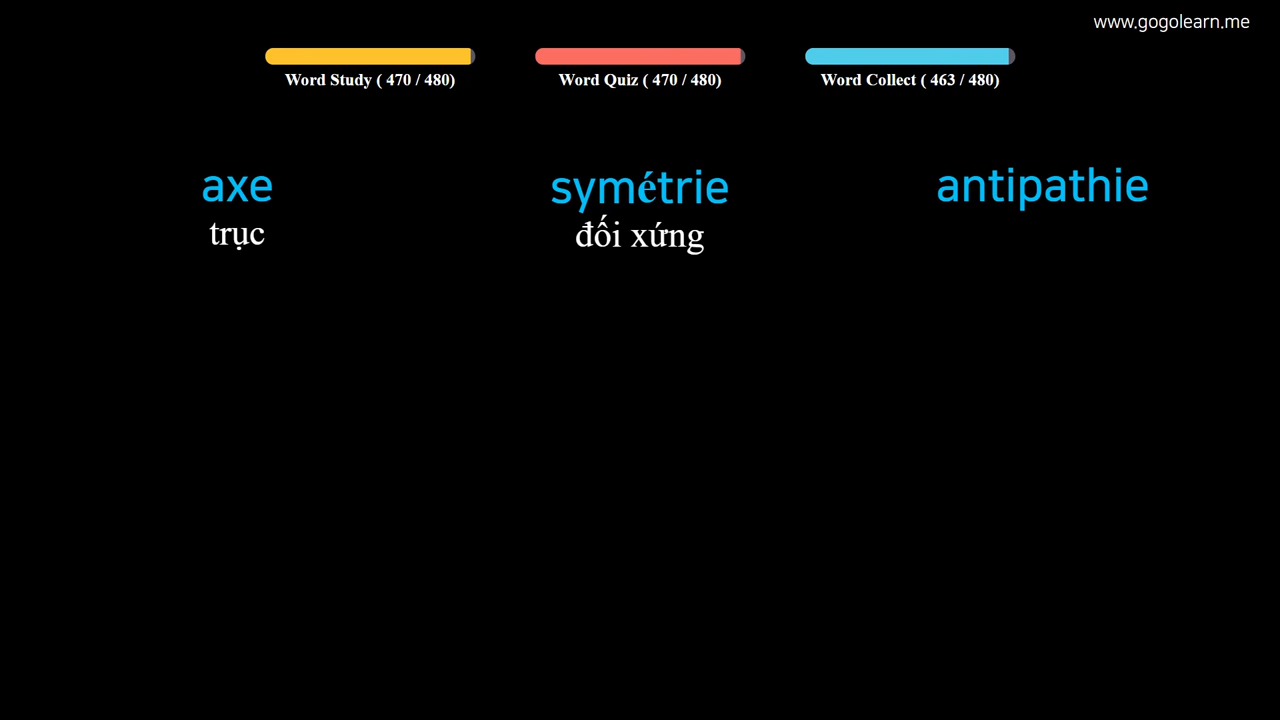 www.gogolearn.me
Word Study ( 470 / 480)
Word Quiz ( 470 / 480)
Word Collect ( 463 / 480)
axe
trục
symétrie
đối xứng
antipathie